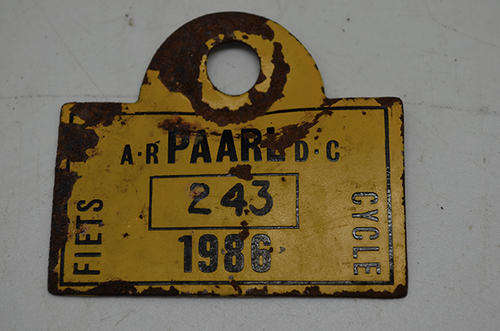 A·R PAARL D·C
243
1986
FIETS
CYCLE